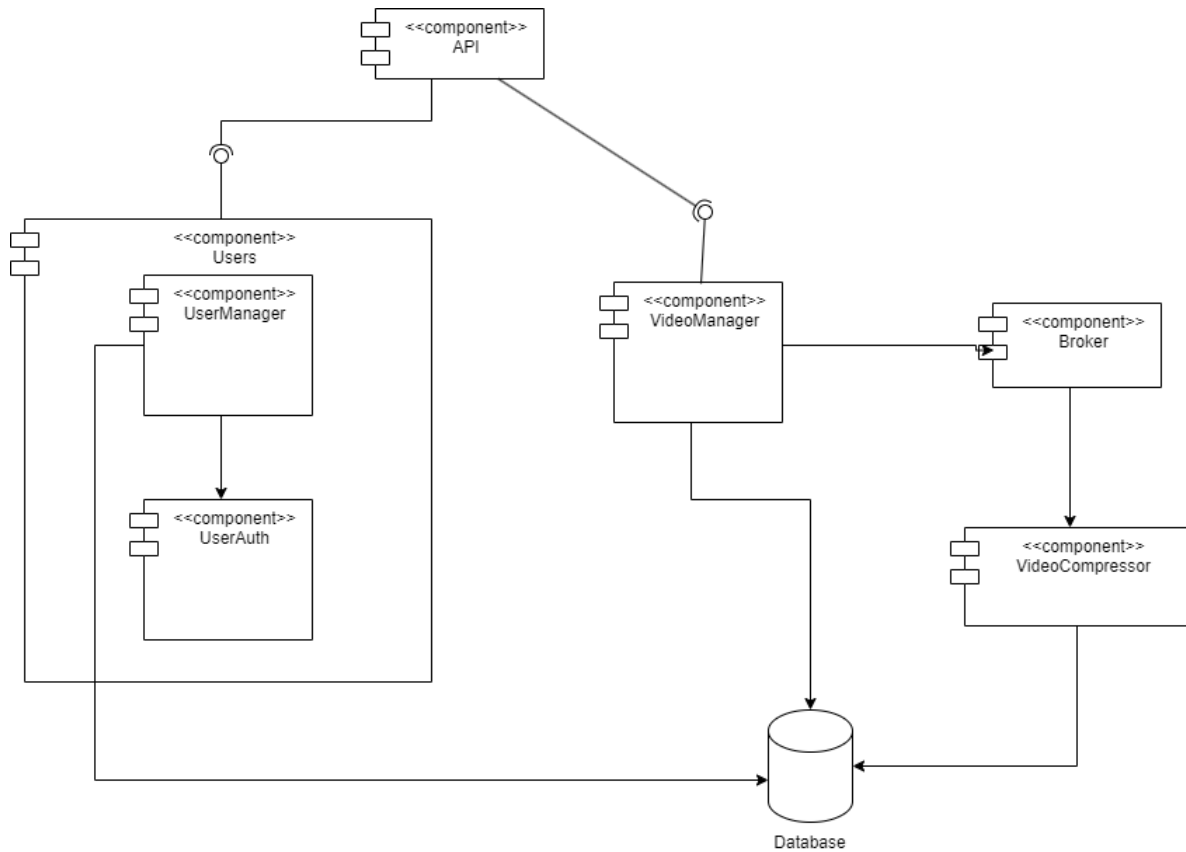 <<component>>
API
<<component>>
Users
<<component>>
UserManager
<<component>>
VideoManager
<<component>>
Broker
<<component>>
UserAuth
<<component>>
VideoCompressor
Database